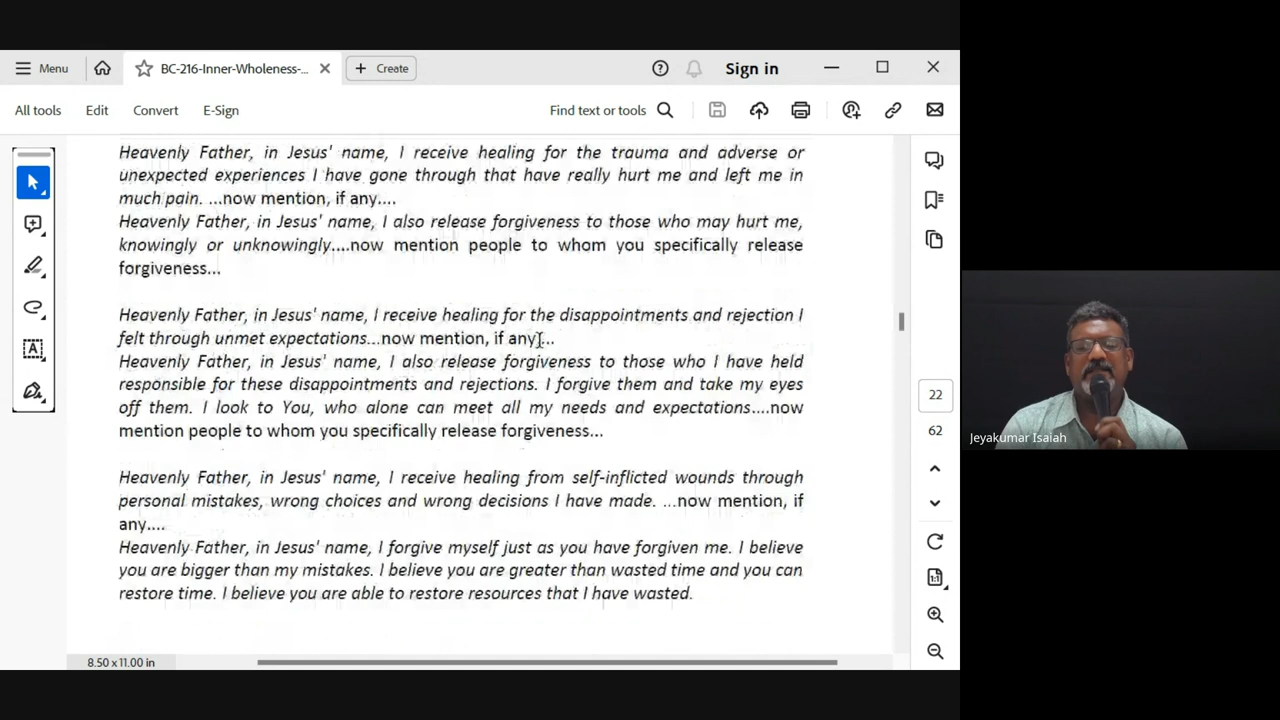 Menu
BC-216-Inner-Wholeness-...
Create
Sign in
All tools
Edit
Convert
E-Sign
Find text or tools
Heavenly Father, in Jesus' name, I receive healing for the trauma and adverse or
unexpected experiences I have gone through that have really hurt me and left me in
much pain. ...now mention, if any....
Heavenly Father, in Jesus' name, I also release forgiveness to those who may hurt me,
knowingly or unknowingly....now mention people to whom you specifically release
forgiveness...
Heavenly Father, in Jesus' name, I receive healing for the disappointments and rejection I
felt through unmet expectations...now mention, if any...
Heavenly Father, in Jesus' name, I also release forgiveness to those who I have held
responsible for these disappointments and rejections. I forgive them and take my eyes
off them. I look to You, who alone can meet all my needs and expectations....now
mention people to whom you specifically release forgiveness...
Heavenly Father, in Jesus' name, I receive healing from self-inflicted wounds through
personal mistakes, wrong choices and wrong decisions I have made. ...now mention, if
any....
Heavenly Father, in Jesus' name, I forgive myself just as you have forgiven me. I believe
you are bigger than my mistakes. I believe you are greater than wasted time and you can
restore time. I believe you are able to restore resources that I have wasted.
22
62
1:1
8.50 x 11.00 in
Jeyakumar Isaiah